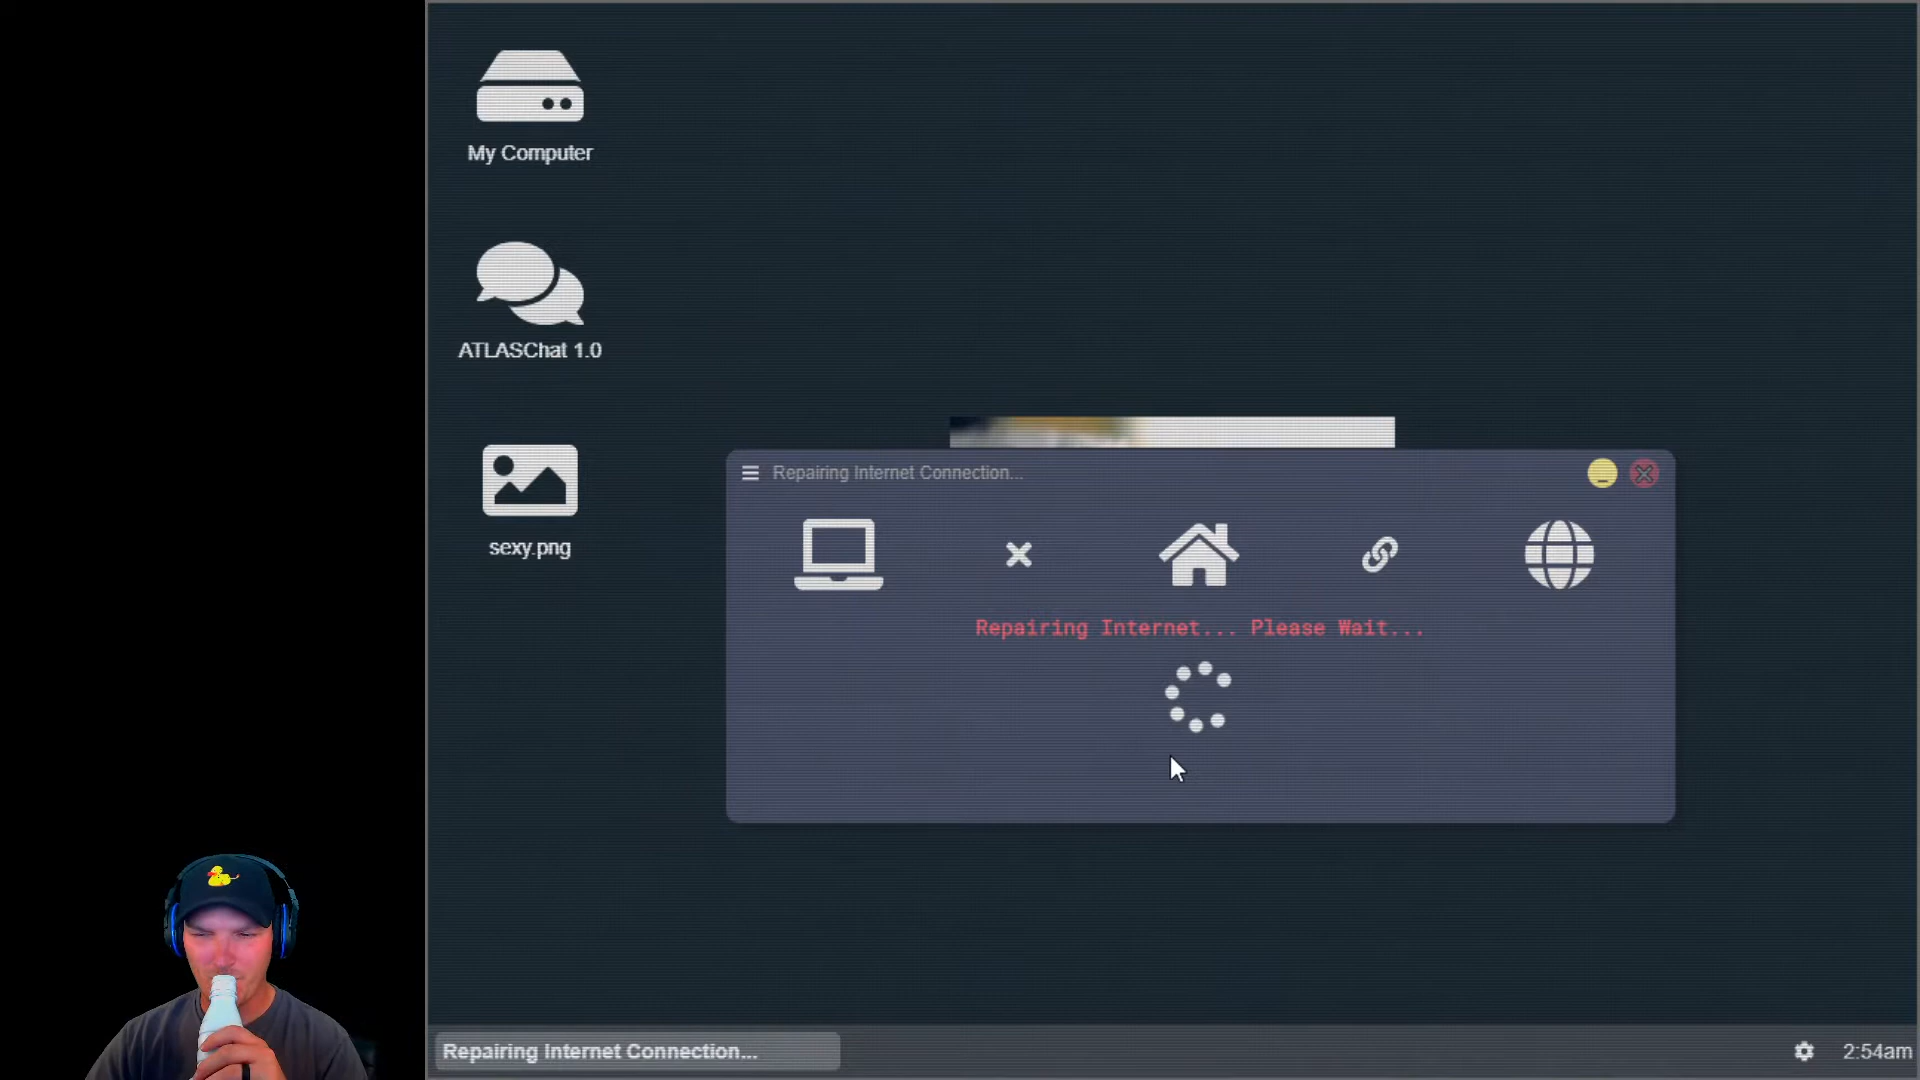 My Computer
ATLASChat 1.0
sexy.png
Repairing Internet Connection...
Repairing Internet... Please Wait...
Repairing Internet Connection...
2:54am